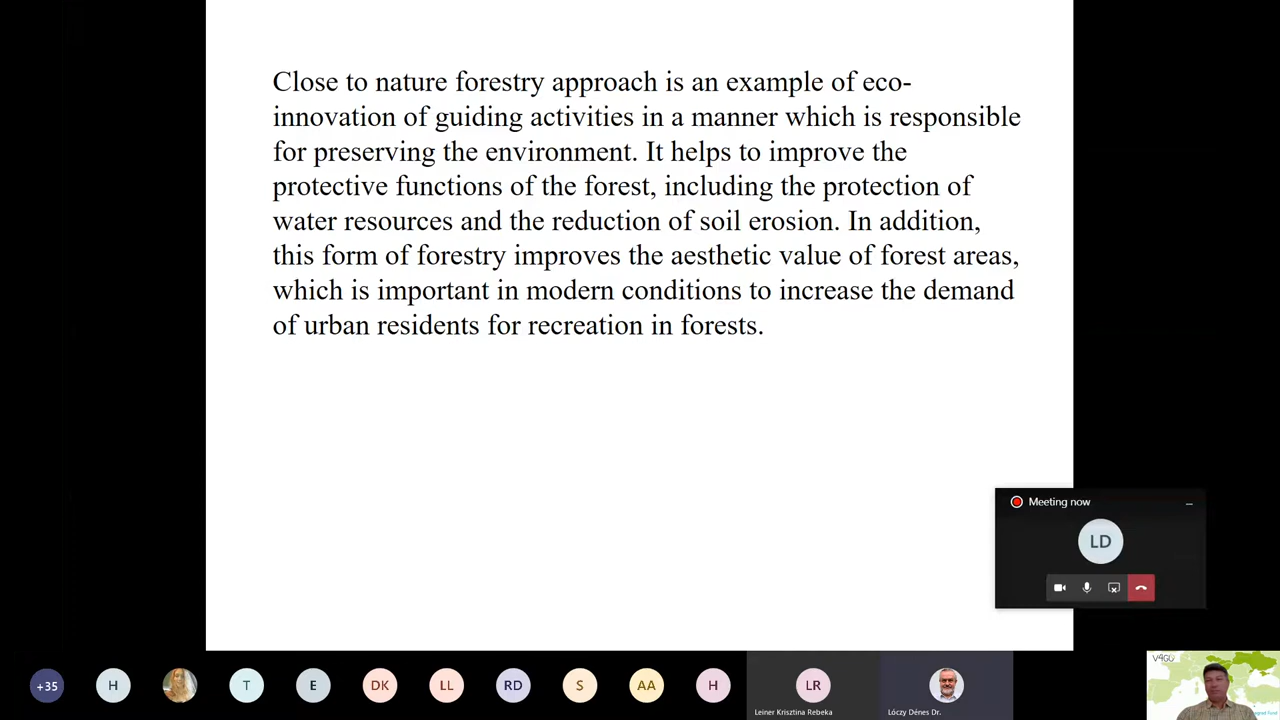 Close to nature forestry approach is an example of eco-
innovation of guiding activities in a manner which is responsible
for preserving the environment. It helps to improve the
protective functions of the forest, including the protection of
water resources and the reduction of soil erosion. In addition,
this form of forestry improves the aesthetic value of forest areas,
which is important in modern conditions to increase the demand
of urban residents for recreation in forests.
Meeting now
LD
+35
H
T
E
DK
LL
RD
S
AA
H
LR
Leiner Krisztina Rebeka
Lóczy Dénes Dr.